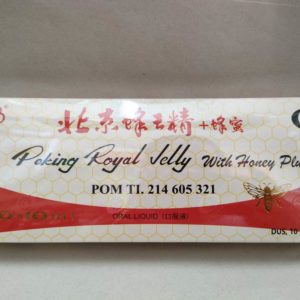 北京蜂王精+蜂蜜
Peking Royal Jelly With Honey Plu
POM TI. 214 605 321
ORAL LIQUID (口服液)
DUS, 10